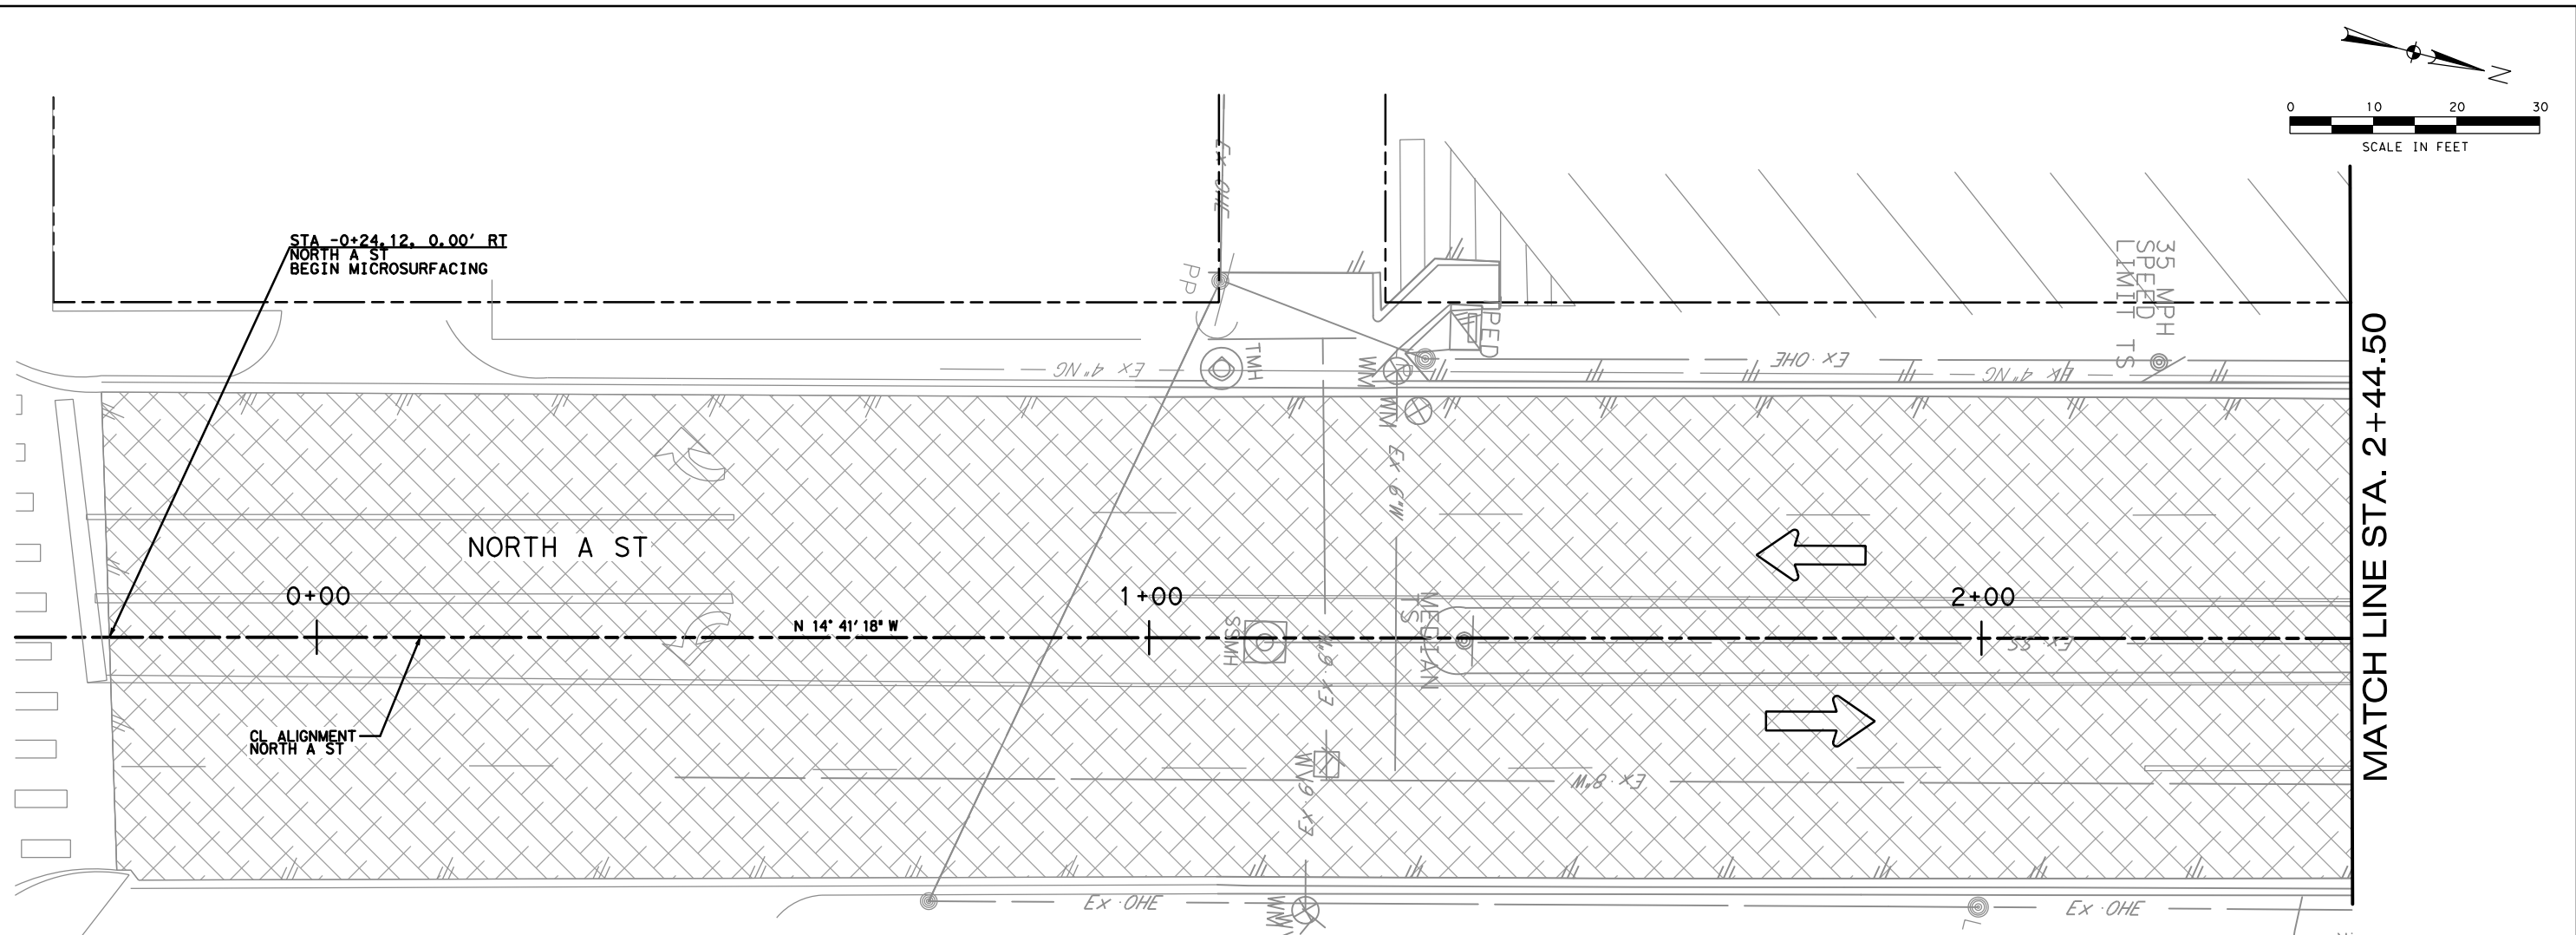 N
0 10 20 30
SCALE IN FEET
STA -0+24.12, 0.00' RT
NORTH A ST
BEGIN MICROSURFACING
Ex OHE
PP
PED
35 MPH
SPEED
LIMIT TS
Ex 4" NG
TMH
WM
Ex OHE
Ex 4" NG
WM
Ex 6"W
NORTH A ST
0+00
1+00
2+00
N 14° 41' 18" W
SSMH
Ex 6"W
MEDIAN
TS
Ex SS
MATCH LINE STA. 2+44.50
CL ALIGNMENT
NORTH A ST
WV
Ex 6"W
Ex 8"W
Ex OHE
WM
Ex OHE